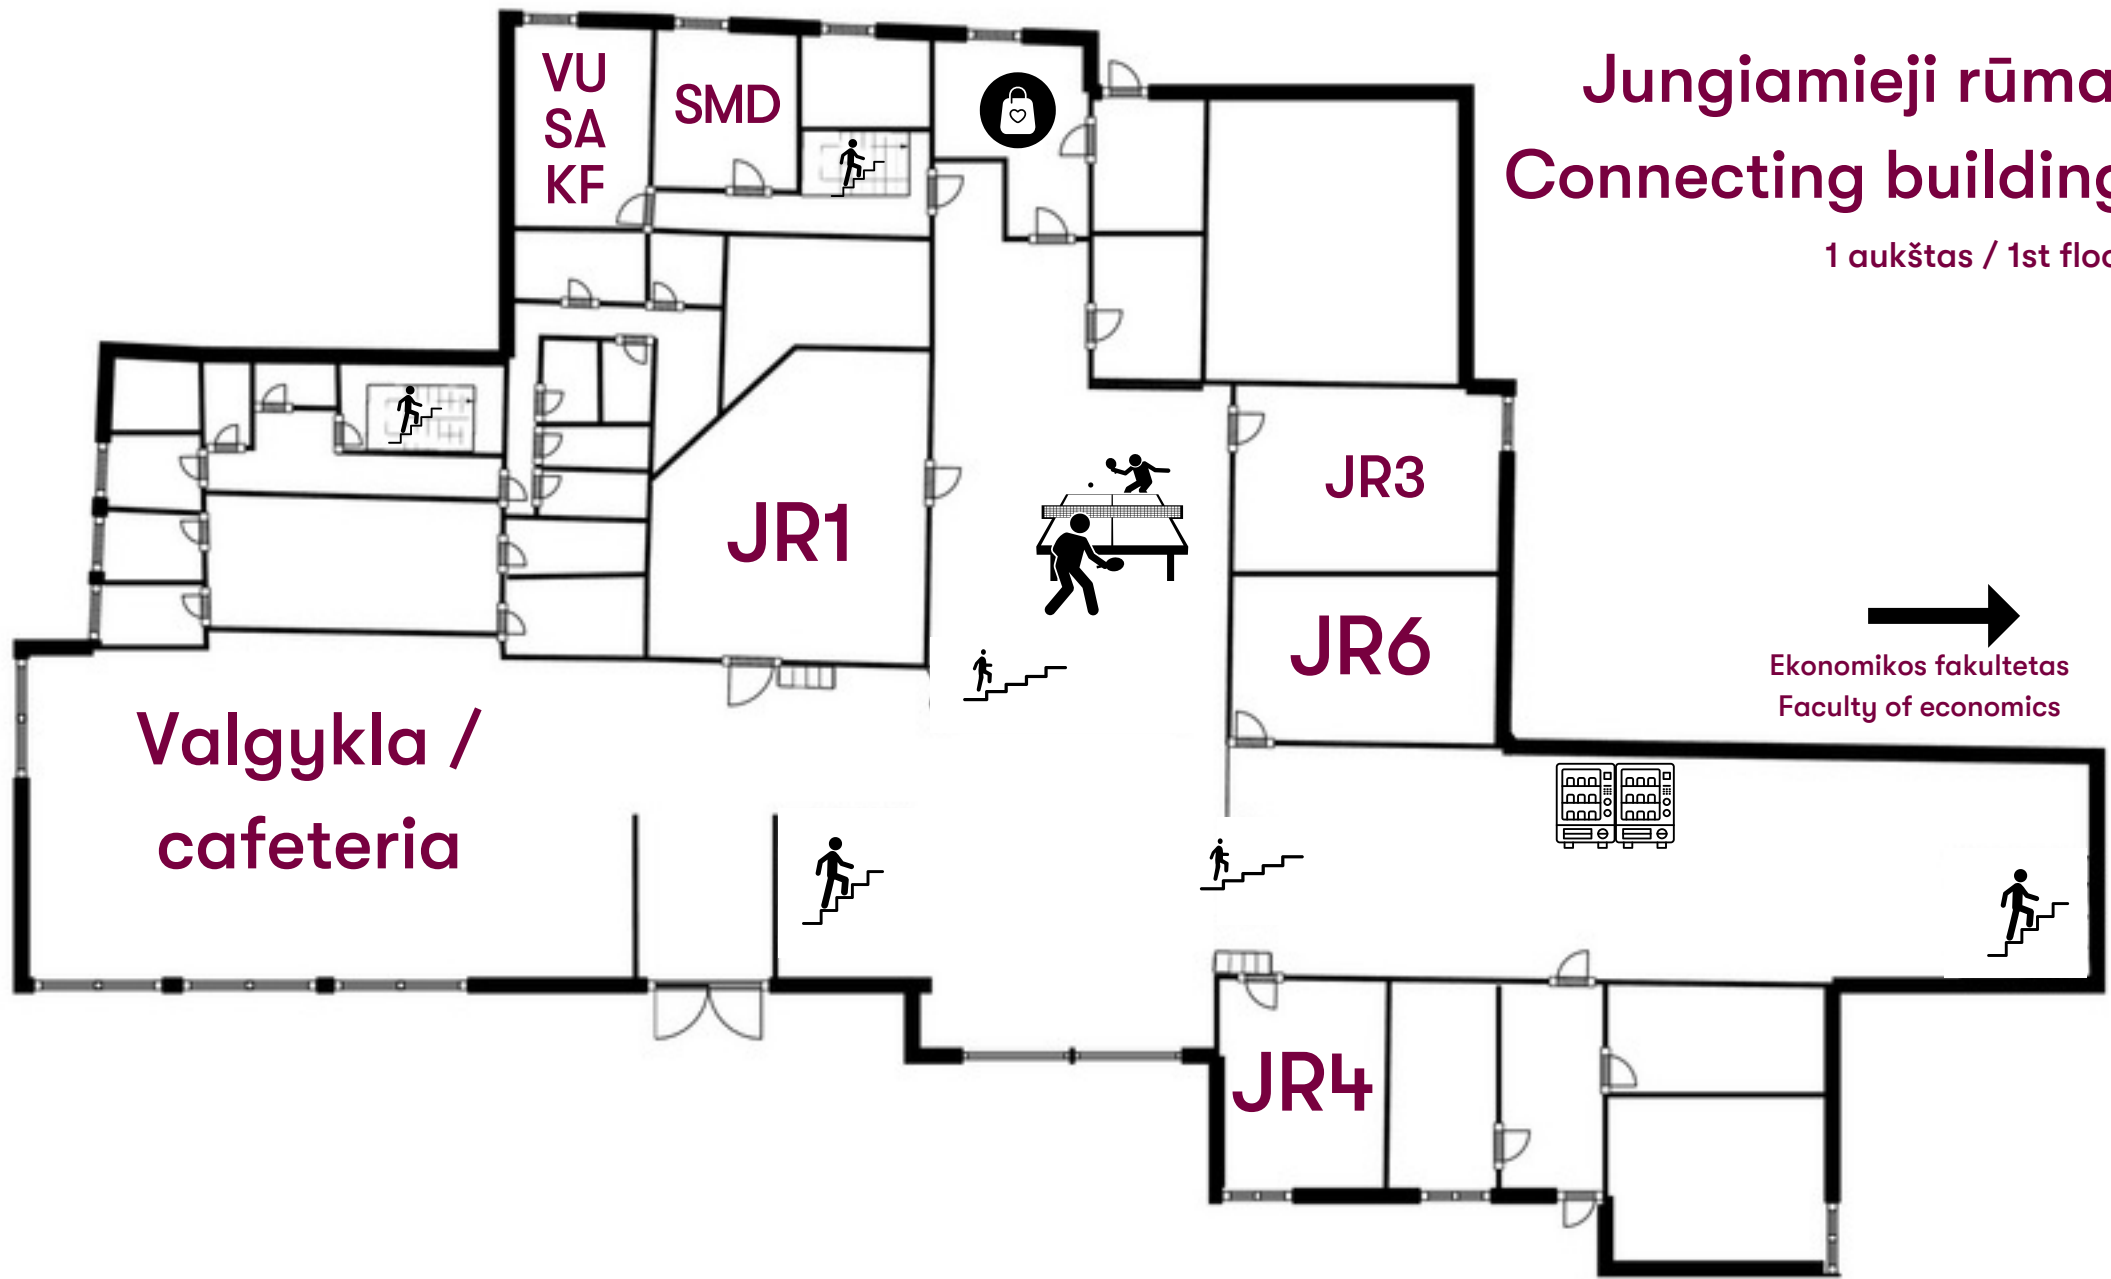 Jungiamieji rūma
Connecting building
1 aukštas / 1st floo
VU
SA
KF
SMD
JR1
JR3
JR6
Ekonomikos fakultetas
Faculty of economics
Valgykla /
cafeteria
JR4